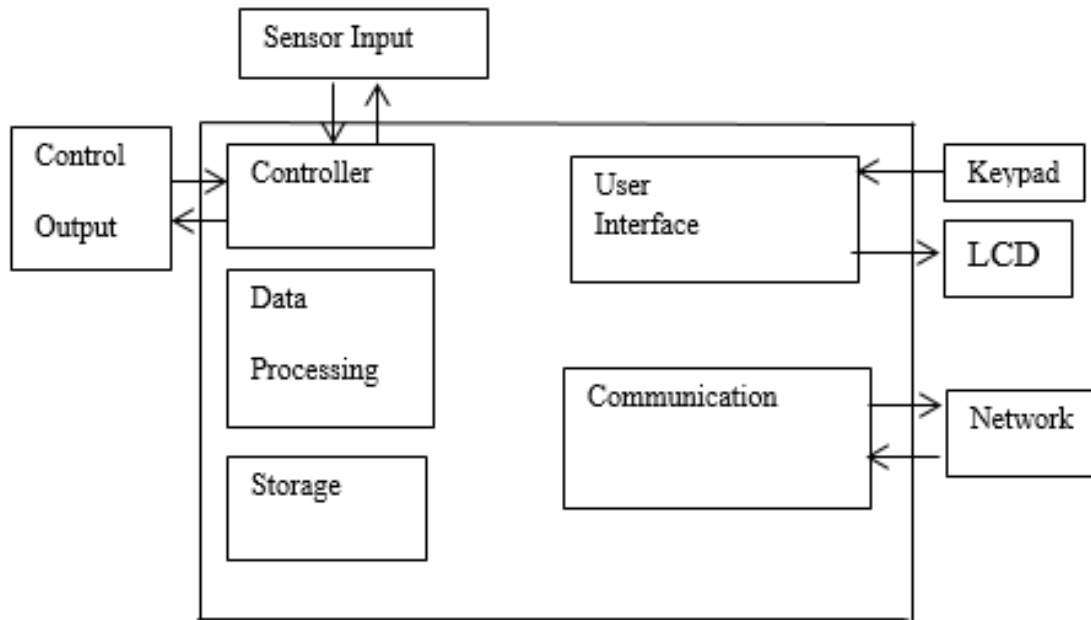 Sensor Input
Control
Output
Controller
User
Interface
Keypad
LCD
Data
Processing
Communication
Network
Storage